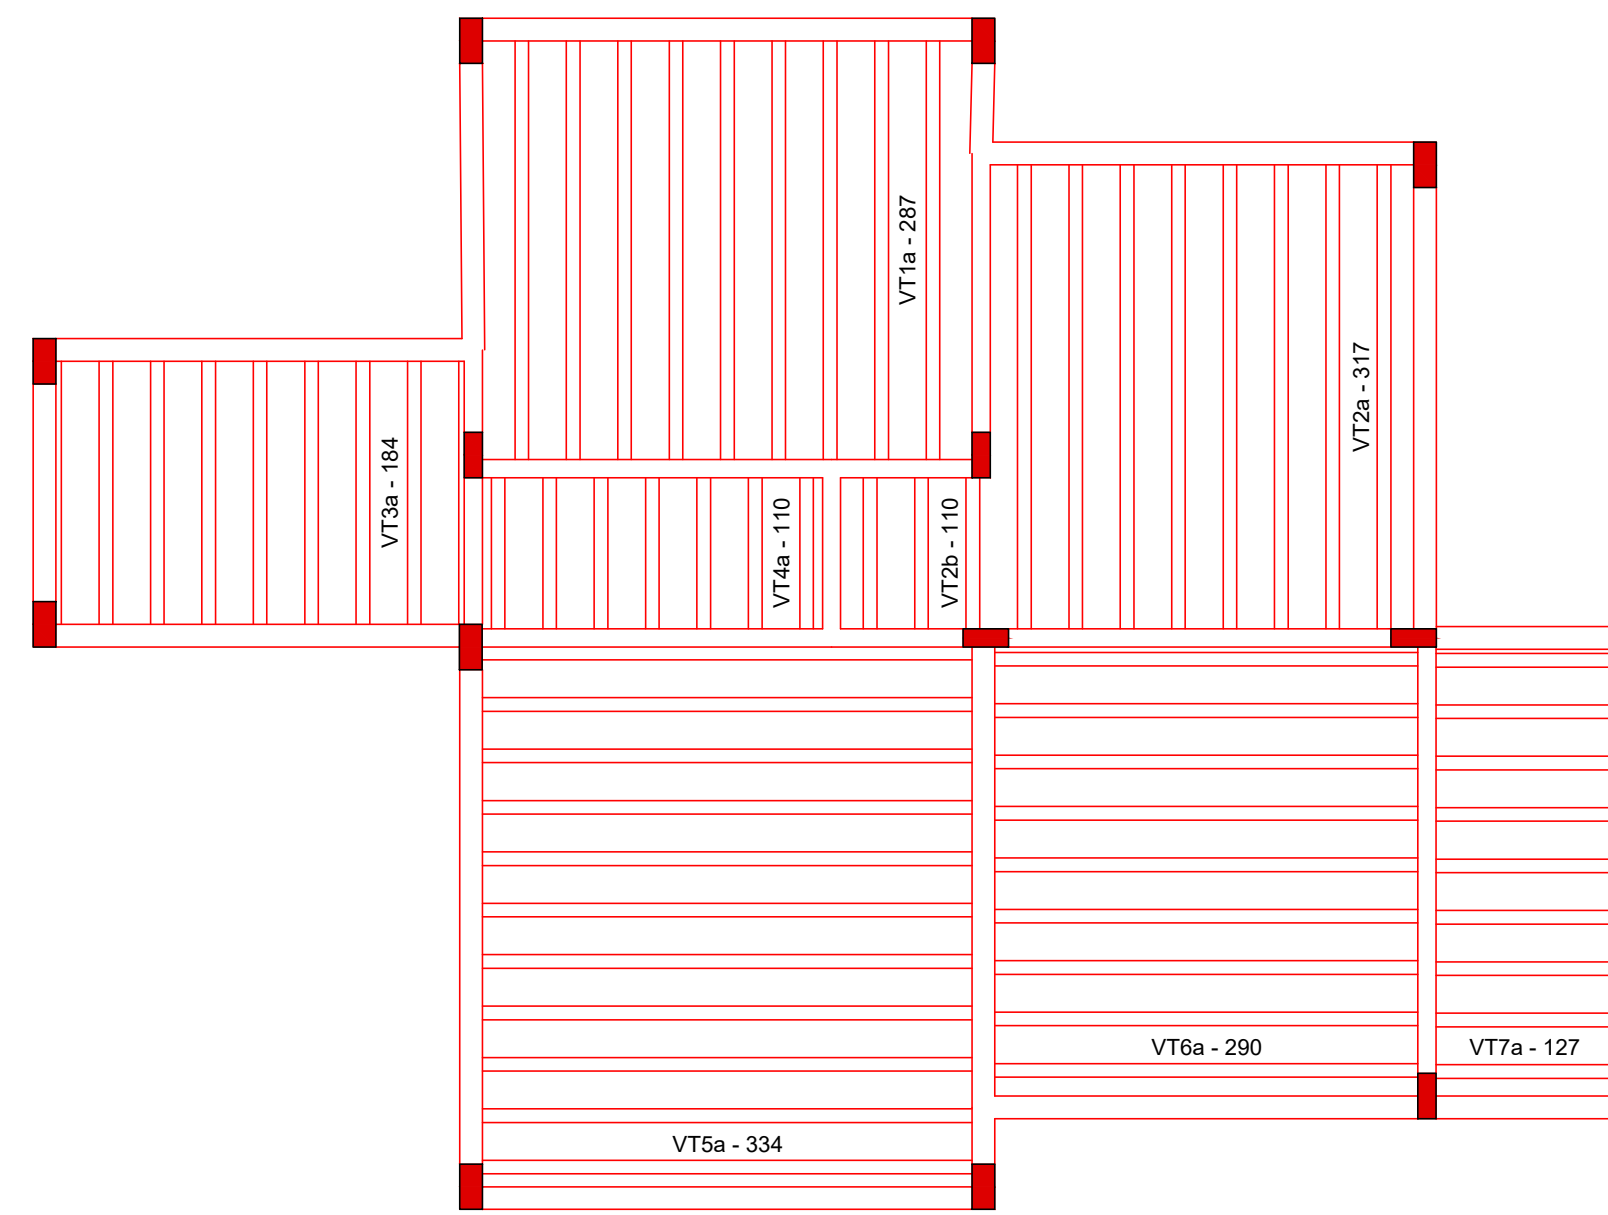 VT1a - 287
VT2a - 317
VT3a - 184
VT4a - 110
VT2b - 110
VT6a - 290
VT7a - 127
VT5a - 334